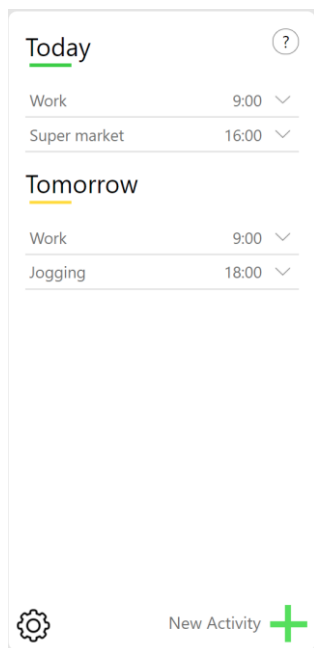 Today
?
Work 9:00
Super market 16:00
Tomorrow
Work 9:00
Jogging 18:00
New Activity